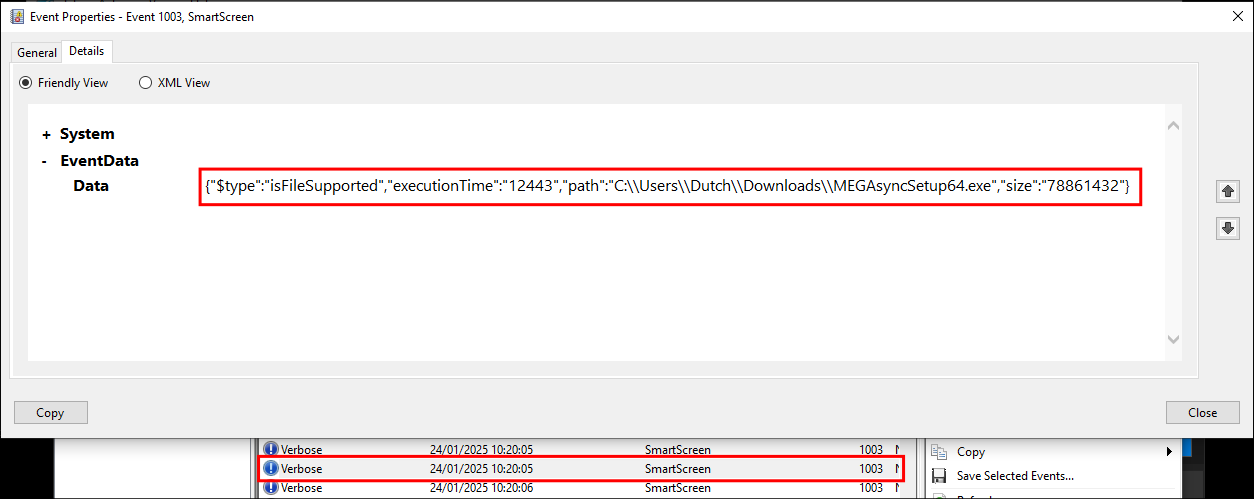 Event Properties - Event 1003, SmartScreen
General Details
Friendly View XML View
+ System
- EventData
Data {"$type":"isFileSupported","executionTime":"12443","path":"C:\\Users\\Dutch\\Downloads\\MEGAsyncSetup64.exe","size":"78861432"}
Copy Close
Verbose 24/01/2025 10:20:05 SmartScreen 1003
Verbose 24/01/2025 10:20:05 SmartScreen 1003
Verbose 24/01/2025 10:20:06 SmartScreen 1003
Copy
Save Selected Events...